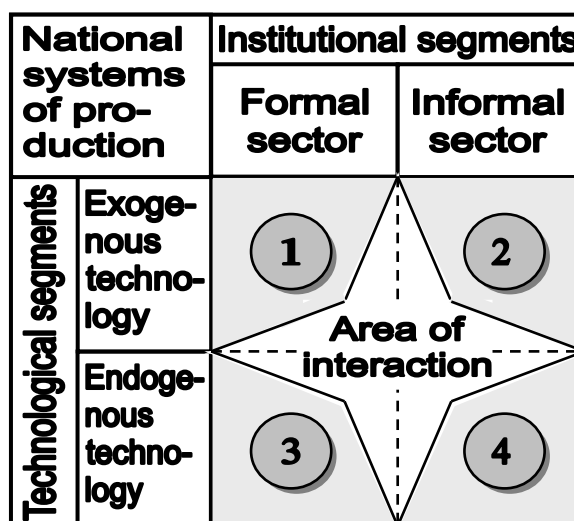 National
systems
of pro-
duction
Institutional segments
Formal
sector
Informal
sector
Technological segments
Exoge-
nous
techno-
logy
1
2
Area of
interaction
Endoge-
nous
techno-
logy
3
4